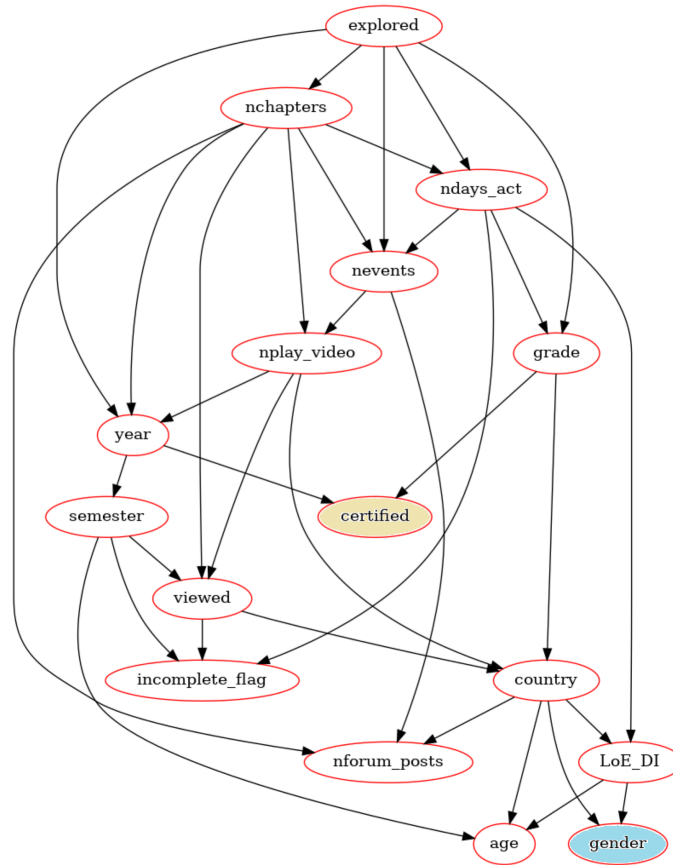 explored
nchapters
ndays_act
nevents
nplay_video
grade
year
semester
certified
viewed
incomplete_flag
country
nforum_posts
LoE_DI
age
gender